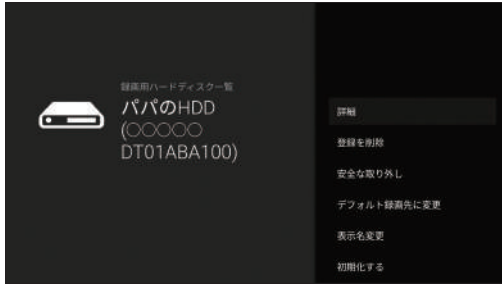 録画用ハードディスク一覧
パパのHDD
(○○○○○
DT01ABA100)
詳細
登録を削除
安全な取り外し
デフォルト録画先に変更
表示名変更
初期化する